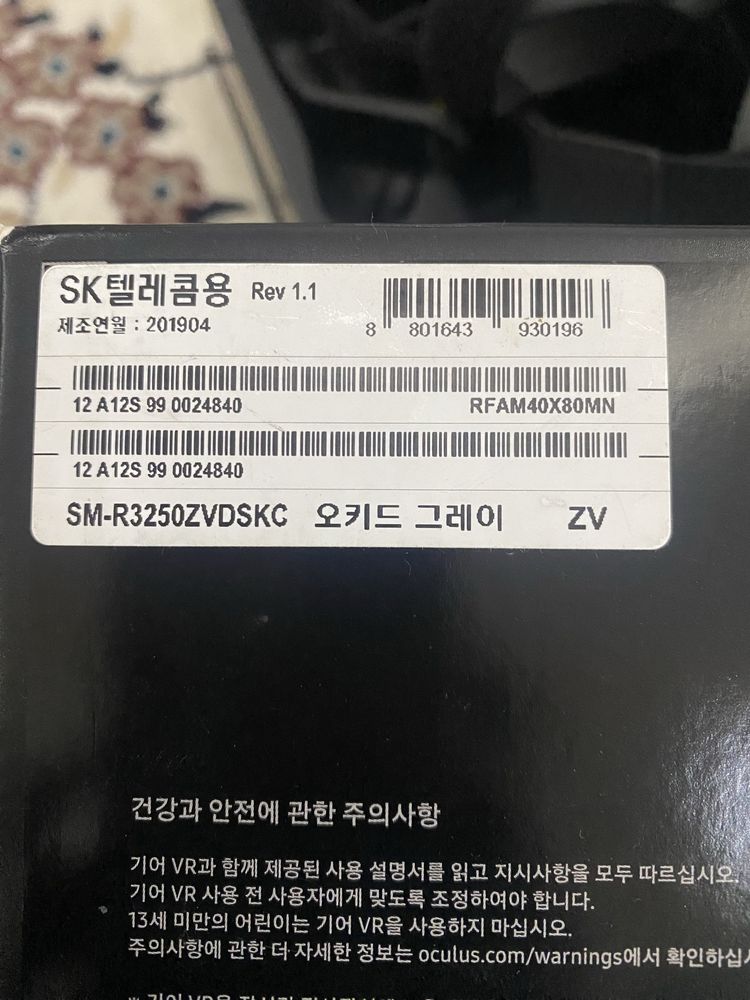 SK텔레콤용 Rev 1.1
제조연월 : 201904
8 801643 930196
12 A12S 99 0024840 RFAM40X80MN
12 A12S 99 0024840
SM-R3250ZVDSKC 오키드 그레이 ZV
건강과 안전에 관한 주의사항
기어 VR과 함께 제공된 사용 설명서를 읽고 지시사항을 모두 따르십시오.
기어 VR 사용 전 사용자에게 맞도록 조정하여야 합니다.
13세 미만의 어린이는 기어 VR을 사용하지 마십시오.
주의사항에 관한 더 자세한 정보는 oculus.com/warnings에서 확인하십시